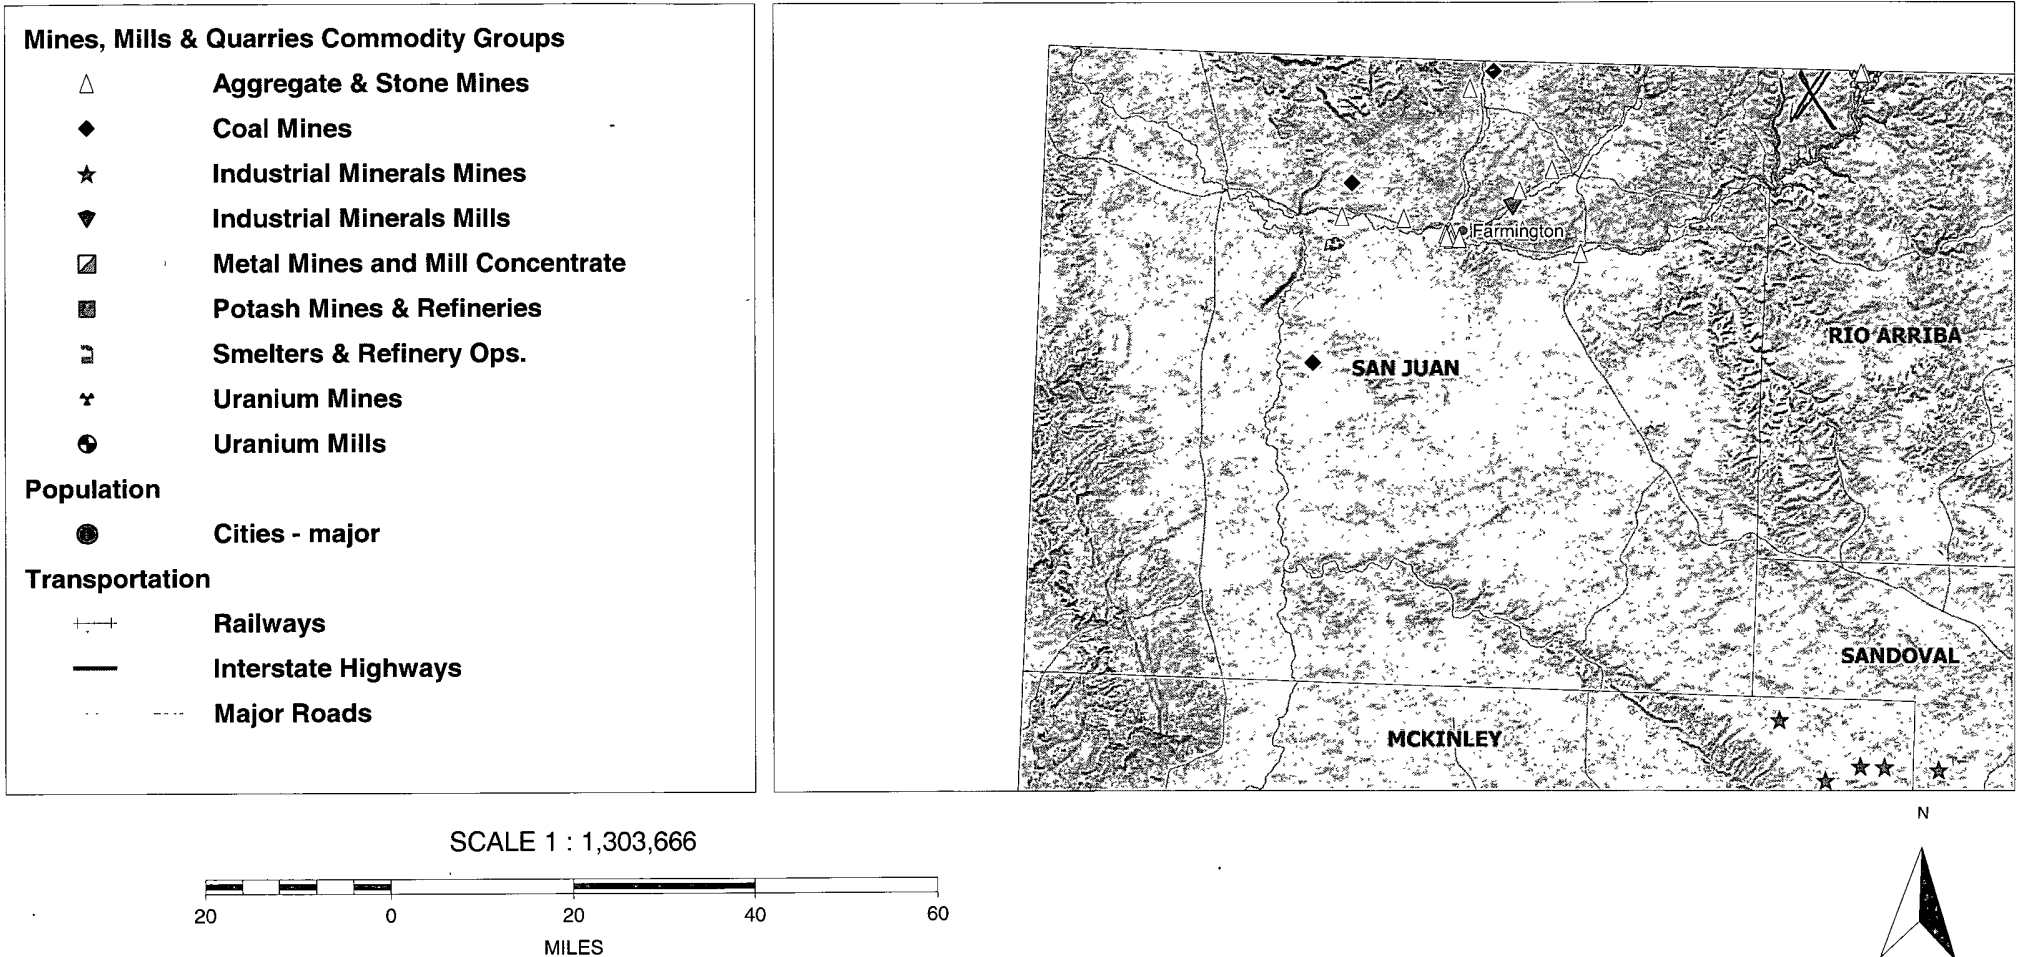 Mines, Mills & Quarries Commodity Groups
Aggregate & Stone Mines
Coal Mines
Industrial Minerals Mines
Industrial Minerals Mills
Metal Mines and Mill Concentrate
Potash Mines & Refineries
Smelters & Refinery Ops.
Uranium Mines
Uranium Mills
Population
Cities - major
Transportation
Railways
Interstate Highways
Major Roads
Farmington
RIO ARRIBA
SAN JUAN
SANDOVAL
MCKINLEY
N
SCALE 1 : 1,303,666
20 0 20 40 60
MILES